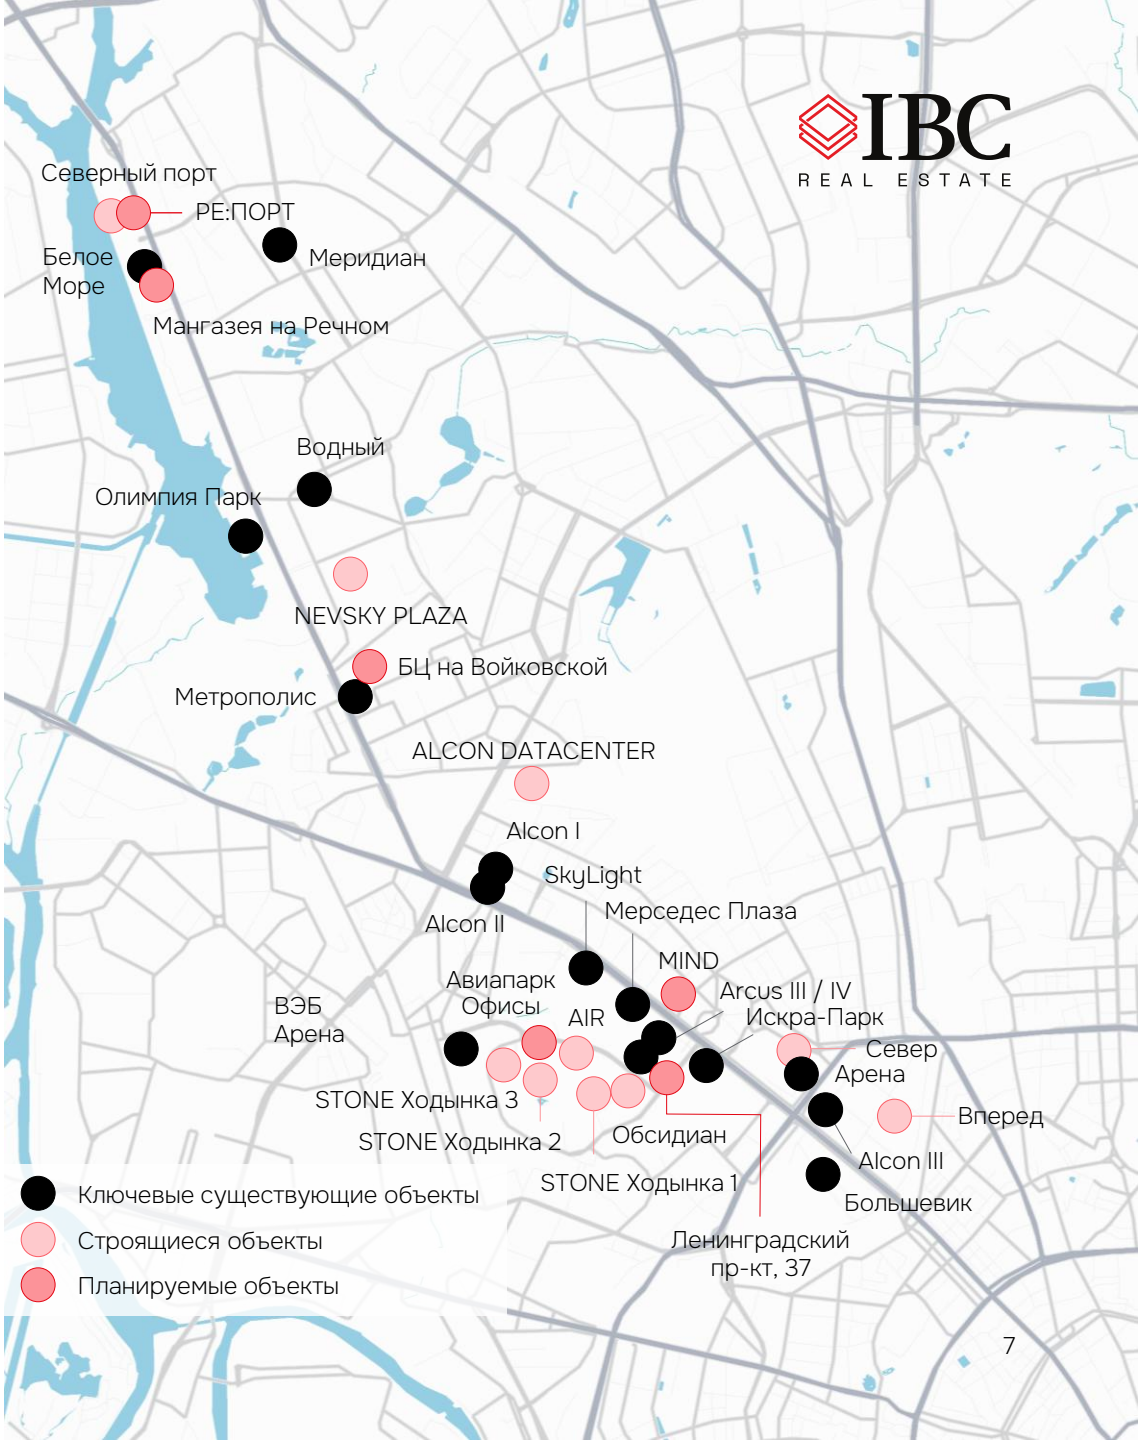 IBC
REAL ESTATE
Северный порт
РЕ:ПОРТ
Белое
Море
Меридиан
Мангазея на Речном
Водный
Олимпия Парк
NEVSKY PLAZA
БЦ на Войковской
Метрополис
ALCON DATACENTER
Alcon I
SkyLight
Alcon II
Мерседес Плаза
MIND
Авиапарк
Офисы
Arcus III / IV
ВЭБ
Арена
AIR
Искра-Парк
Север
Арена
STONE Ходынка 3
Вперед
STONE Ходынка 2
Обсидиан
Alcon III
STONE Ходынка 1
Большевик
Ленинградский
пр-кт, 37
Ключевые существующие объекты
Строящиеся объекты
Планируемые объекты
7